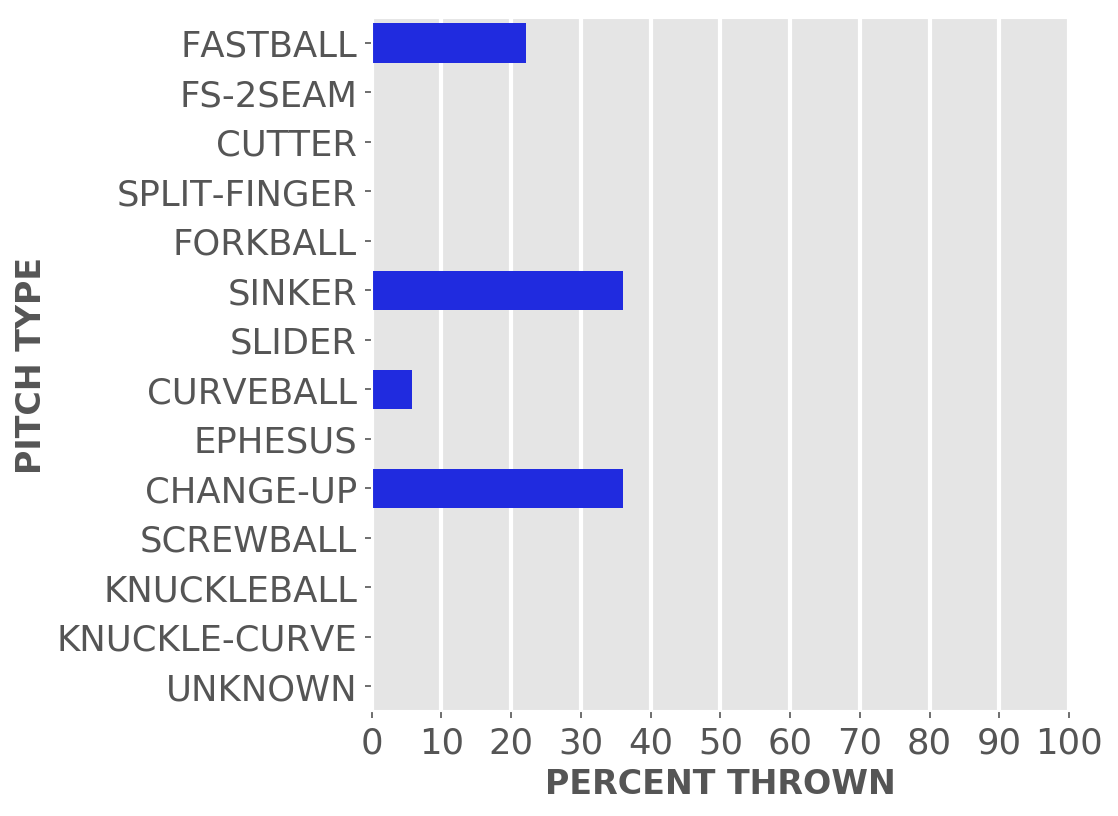 FASTBALL
FS-2SEAM
CUTTER
SPLIT-FINGER
FORKBALL
SINKER
SLIDER
CURVEBALL
EPHESUS
CHANGE-UP
SCREWBALL
KNUCKLEBALL
KNUCKLE-CURVE
UNKNOWN
PITCH TYPE
0 10 20 30 40 50 60 70 80 90 100
PERCENT THROWN